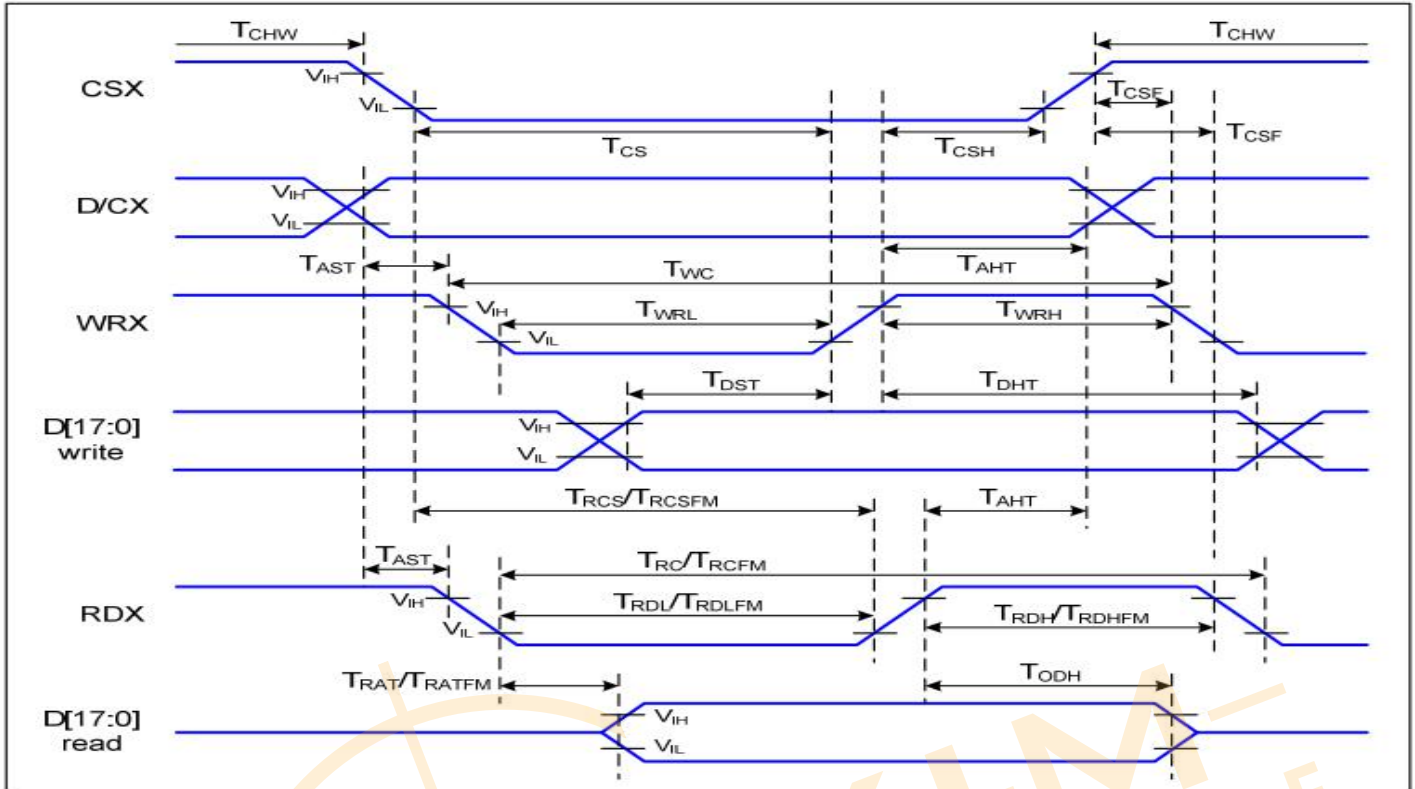 TCHW TCHW
VIH
CSX
TCSF
VIL
TCS TCSH TCSF
VIH
D/CX
VIL
TAST TWC TAHT
VIH TWRL TWRH
WRX
VIL
TDST TDHT
D[17:0]
write
VIH
VIL
TRCS/TRCSFM TAHT
TAST TRC/TRCFM
VIH TRDL/TRDLFM
RDX
TRDH/TRDHFM
VIL
TRAT/TRATFM TODH
D[17:0]
read
VIH
VIL